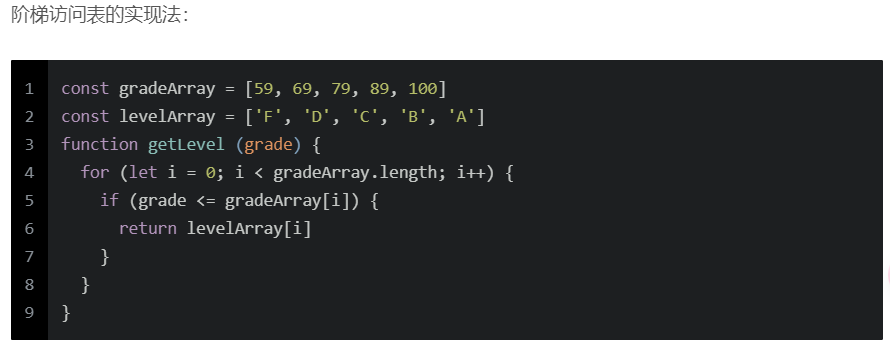 阶梯访问表的实现法：
1 const gradeArray = [59, 69, 79, 89, 100]
2 const levelArray = ['F', 'D', 'C', 'B', 'A']
3 function getLevel (grade) {
4   for (let i = 0; i < gradeArray.length; i++) {
5     if (grade <= gradeArray[i]) {
6       return levelArray[i]
7     }
8   }
9 }